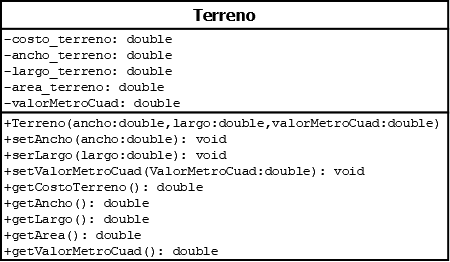 Terreno
-costo_terreno: double
-ancho_terreno: double
-largo_terreno: double
-area_terreno: double
-valorMetroCuad: double
+Terreno(ancho:double,largo:double,valorMetroCuad:double)
+setAncho(ancho:double): void
+serLargo(largo:double): void
+setValorMetroCuad(ValorMetroCuad:double): void
+getCostoTerreno(): double
+getAncho(): double
+getLargo(): double
+getArea(): double
+getValorMetroCuad(): double